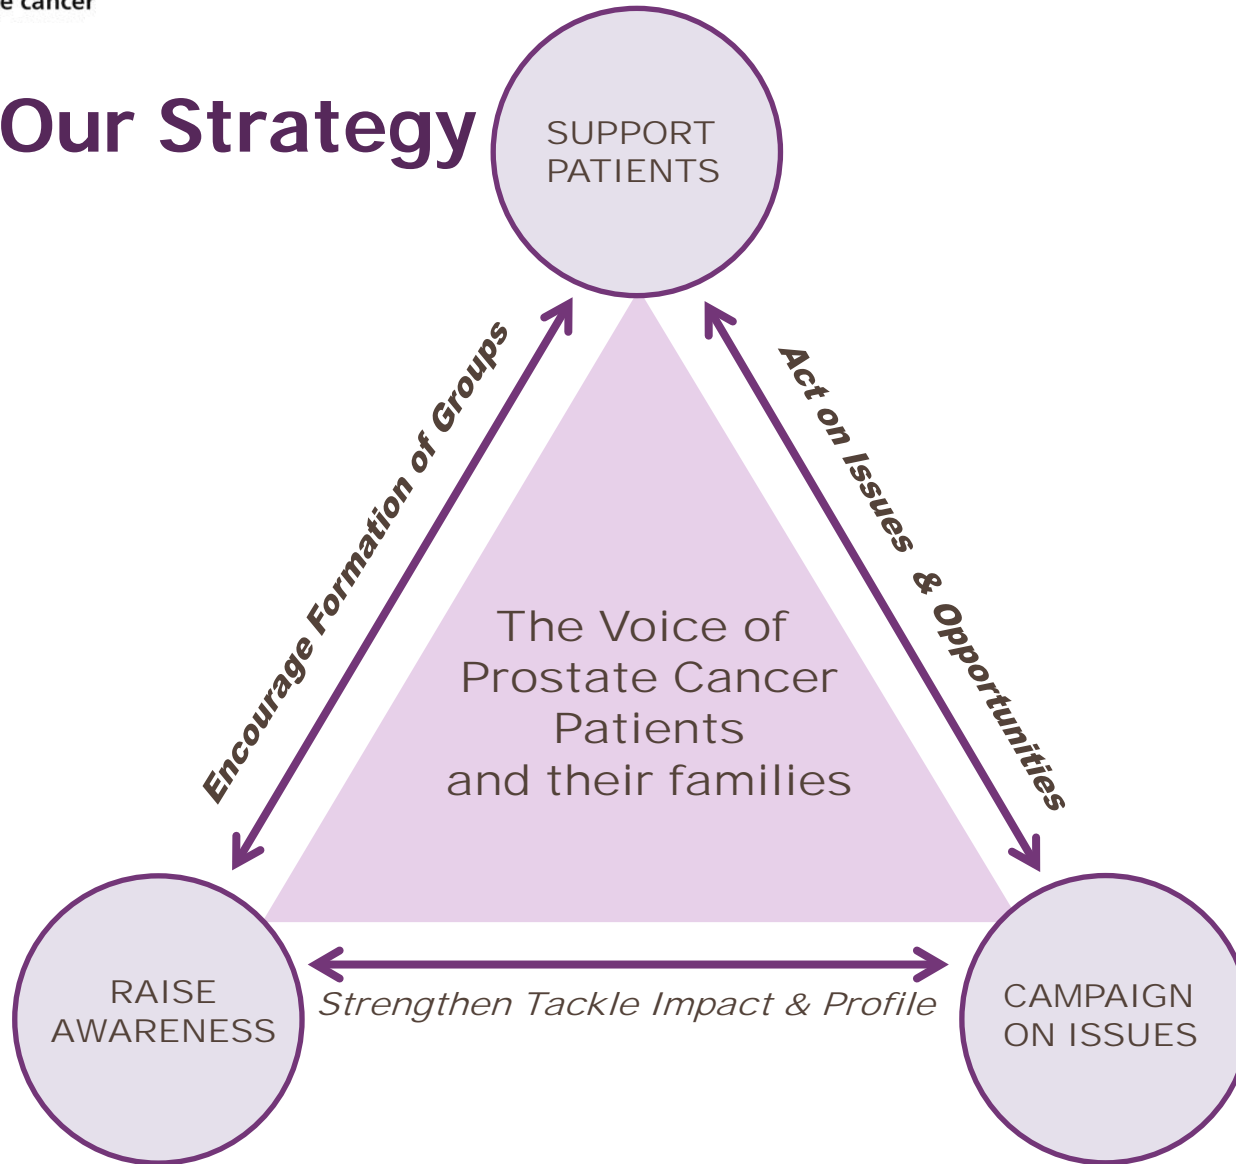 e cancer
Our Strategy
SUPPORT
PATIENTS
Encourage Formation of Groups
Act on Issues & Opportunities
The Voice of
Prostate Cancer
Patients
and their families
RAISE
AWARENESS
Strengthen Tackle Impact & Profile
CAMPAIGN
ON ISSUES